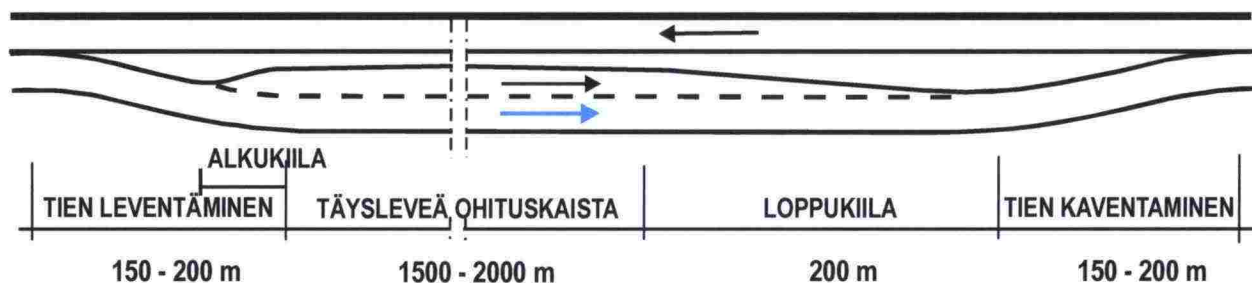 ALKUKIILA
TIEN LEVENTÄMINEN TÄYSLEVEÄ OHITUSKAISTA LOPPUKIILA TIEN KAVENTAMINEN
150 - 200 m 1500 - 2000 m 200 m 150 - 200 m